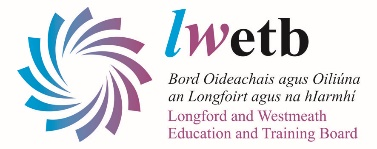 lwetb
Bord Oideachais agus Oiliúna
an Longfoirt agus na hIarmhí
Longford and Westmeath
Education and Training Board